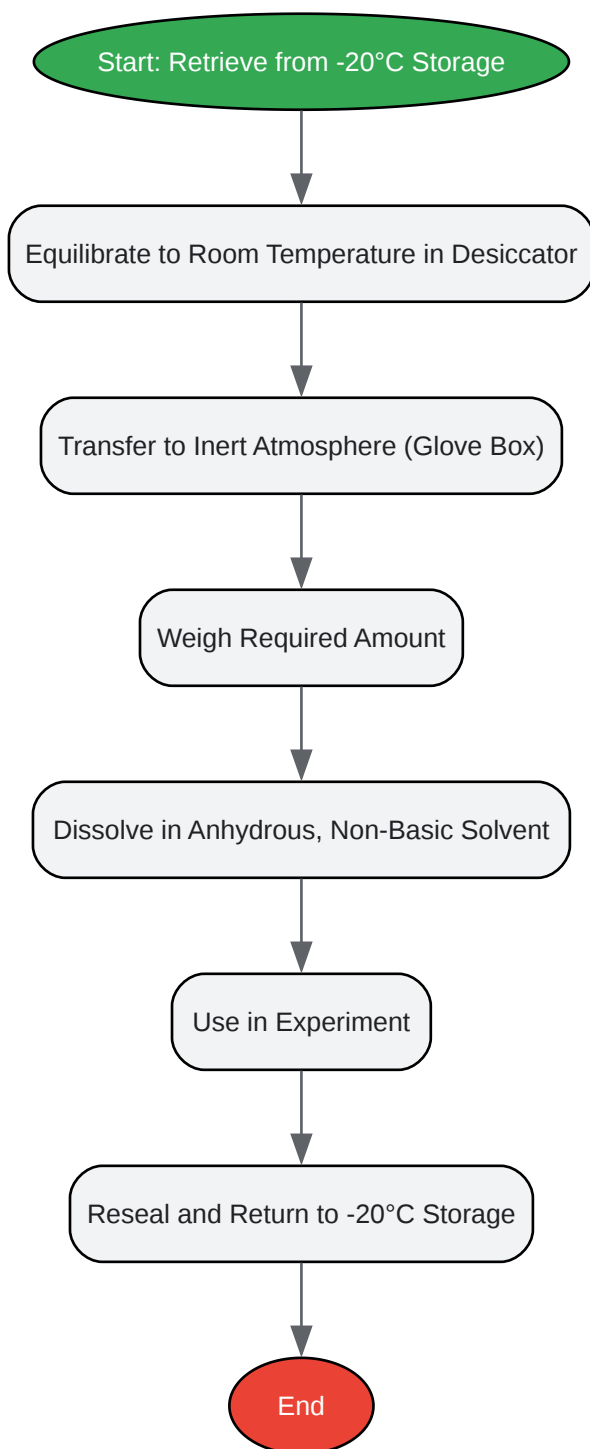 Start: Retrieve from -20°C Storage
Equilibrate to Room Temperature in Desiccator
Transfer to Inert Atmosphere (Glove Box)
Weigh Required Amount
Dissolve in Anhydrous, Non-Basic Solvent
Use in Experiment
Reseal and Return to -20°C Storage
End